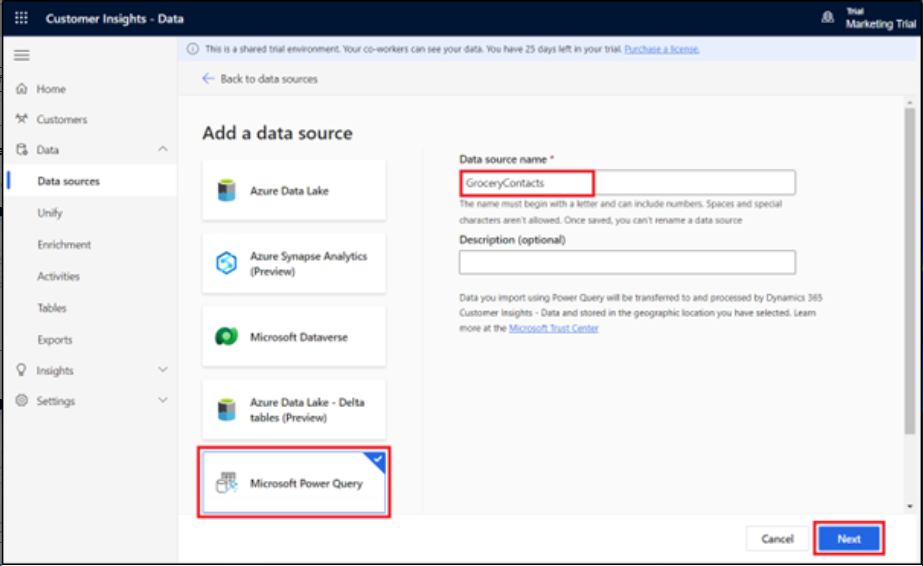 Customer Insights - Data
Trial
Marketing Trial
This is a shared trial environment. Your co-workers can see your data. You have 25 days left in your trial. Purchase a license.
Back to data sources
Home
Customers
Data
Data sources
Unify
Enrichment
Activities
Tables
Exports
Insights
Settings
Add a data source
Azure Data Lake
Azure Synapse Analytics
(Preview)
Microsoft Dataverse
Azure Data Lake - Delta
tables (Preview)
Microsoft Power Query
Data source name *
GroceryContacts
The name must begin with a letter and can include numbers. Spaces and special
characters aren't allowed. Once saved, you can't rename a data source
Description (optional)
Data you import using Power Query will be transferred to and processed by Dynamics 365
Customer Insights - Data and stored in the geographic location you have selected. Learn
more at the Microsoft Trust Center
Cancel
Next